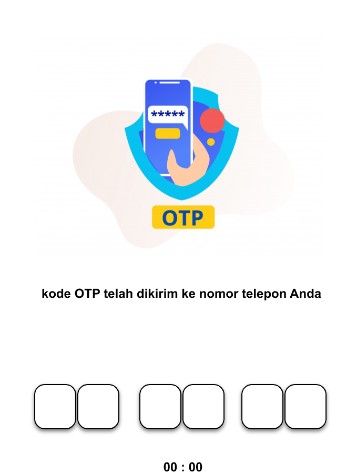 *****
OTP
kode OTP telah dikirim ke nomor telepon Anda
00 : 00